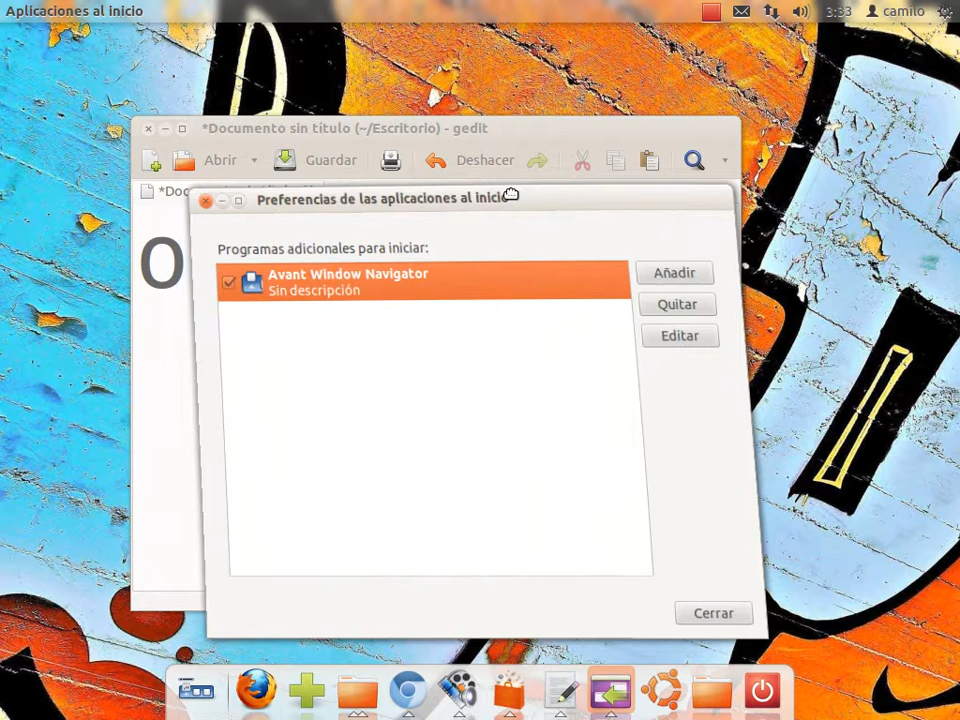 Aplicaciones al inicio
3:33 camilo
*Documento sin título (~/Escritorio) - gedit
Abrir Guardar Deshacer
Preferencias de las aplicaciones al inicio
Programas adicionales para iniciar:
Avant Window Navigator
Sin descripción
Añadir
Quitar
Editar
Cerrar